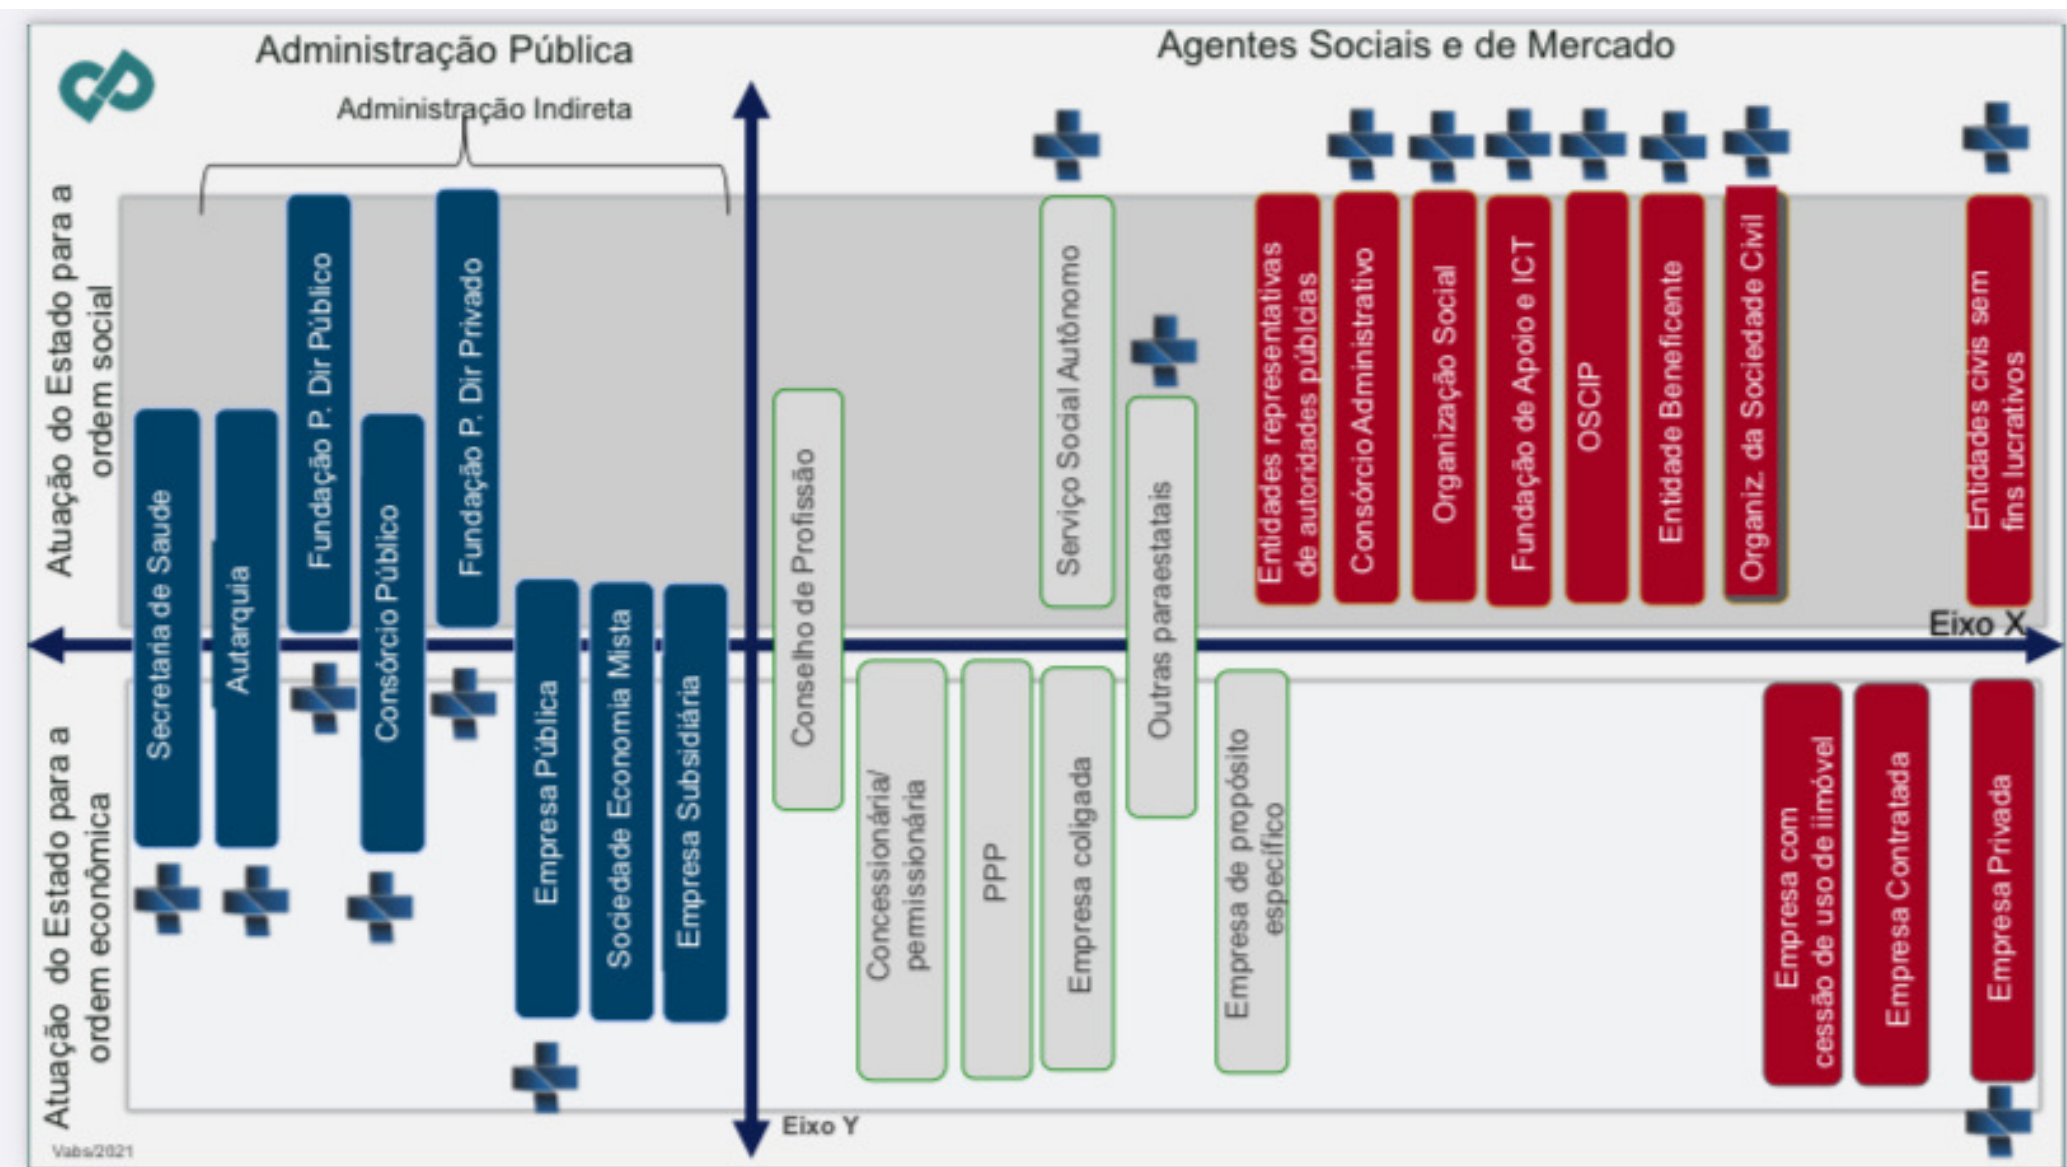 Administração Pública
Agentes Sociais e de Mercado
Administração Indireta
Atuação do Estado para a
ordem social
Secretaria de Saude
Autarquia
Fundação P. Dir Público
Consórcio Público
Fundação P. Dir Privado
Empresa Pública
Sociedade Economia Mista
Empresa Subsidiária
Conselho de Profissão
Concessionária/
permissionária
PPP
Serviço Social Autônomo
Empresa coligada
Outras paraestatais
Empresa de propósito
específico
Entidades representativas
de autoridades públcias
Consórcio Administrativo
Organização Social
Fundação de Apoio e ICT
OSCIP
Entidade Beneficente
Organiz. da Sociedade Civil
Entidades civis sem
fins lucrativos
Eixo X
Atuação do Estado para a
ordem econômica
Empresa com
cessão de uso de iimóvel
Empresa Contratada
Empresa Privada
Eixo Y
Vabs/2021